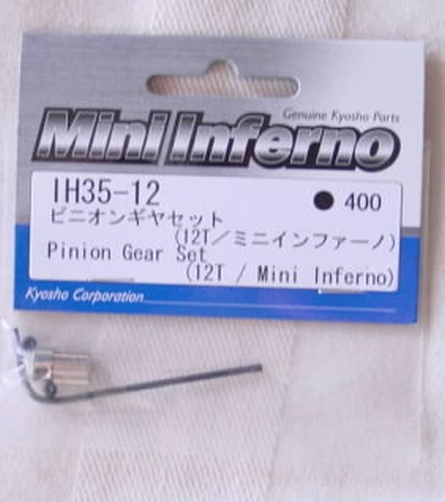 Genuine Kyosho Parts
Mini Inferno
IH35-12
● 400
ピニオンギヤセット
(12T/ミニインファーノ)
Pinion Gear Set
(12T / Mini Inferno)
Kyosho Corporation